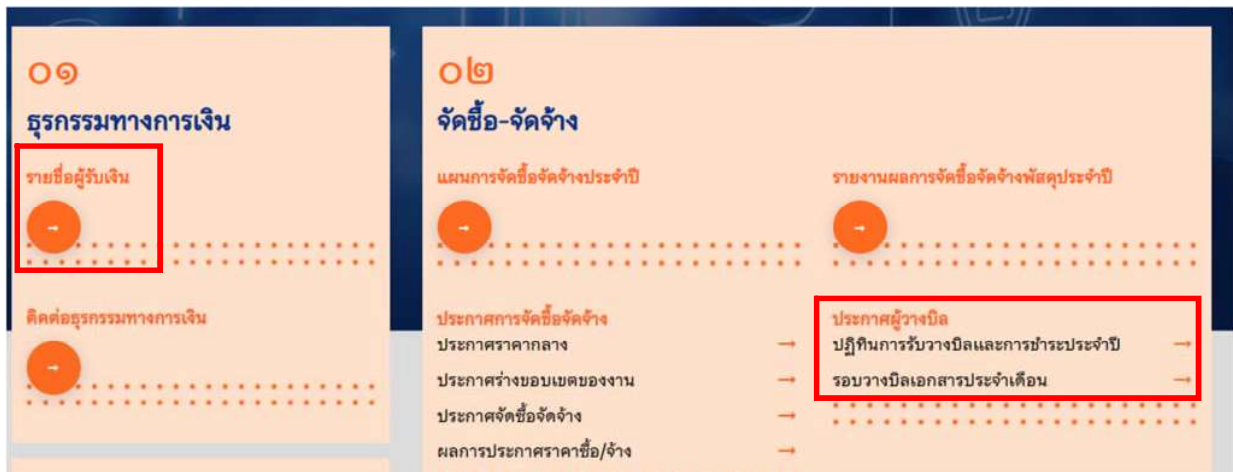 ๐๑
ธุรกรรมทางการเงิน
รายชื่อผู้รับเงิน
ติดต่อธุรกรรมทางการเงิน
๐๒
จัดซื้อ-จัดจ้าง
แผนการจัดซื้อจัดจ้างประจำปี
รายงานผลการจัดซื้อจัดจ้างพัสดุประจำปี
ประกาศการจัดซื้อจัดจ้าง
ประกาศราคากลาง
ประกาศร่างขอบเขตของงาน
ประกาศจัดซื้อจัดจ้าง
ผลการประกาศราคาซื้อ/จ้าง
ประกาศผู้วางบิล
ปฏิทินการรับวางบิลและการชำระประจำปี
รอบวางบิลเอกสารประจำเดือน